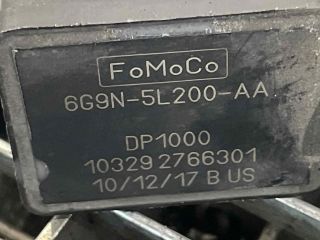 FoMoCo
6G9N-5L200-AA
DP1000
10329 2766301
10/12/17 B US